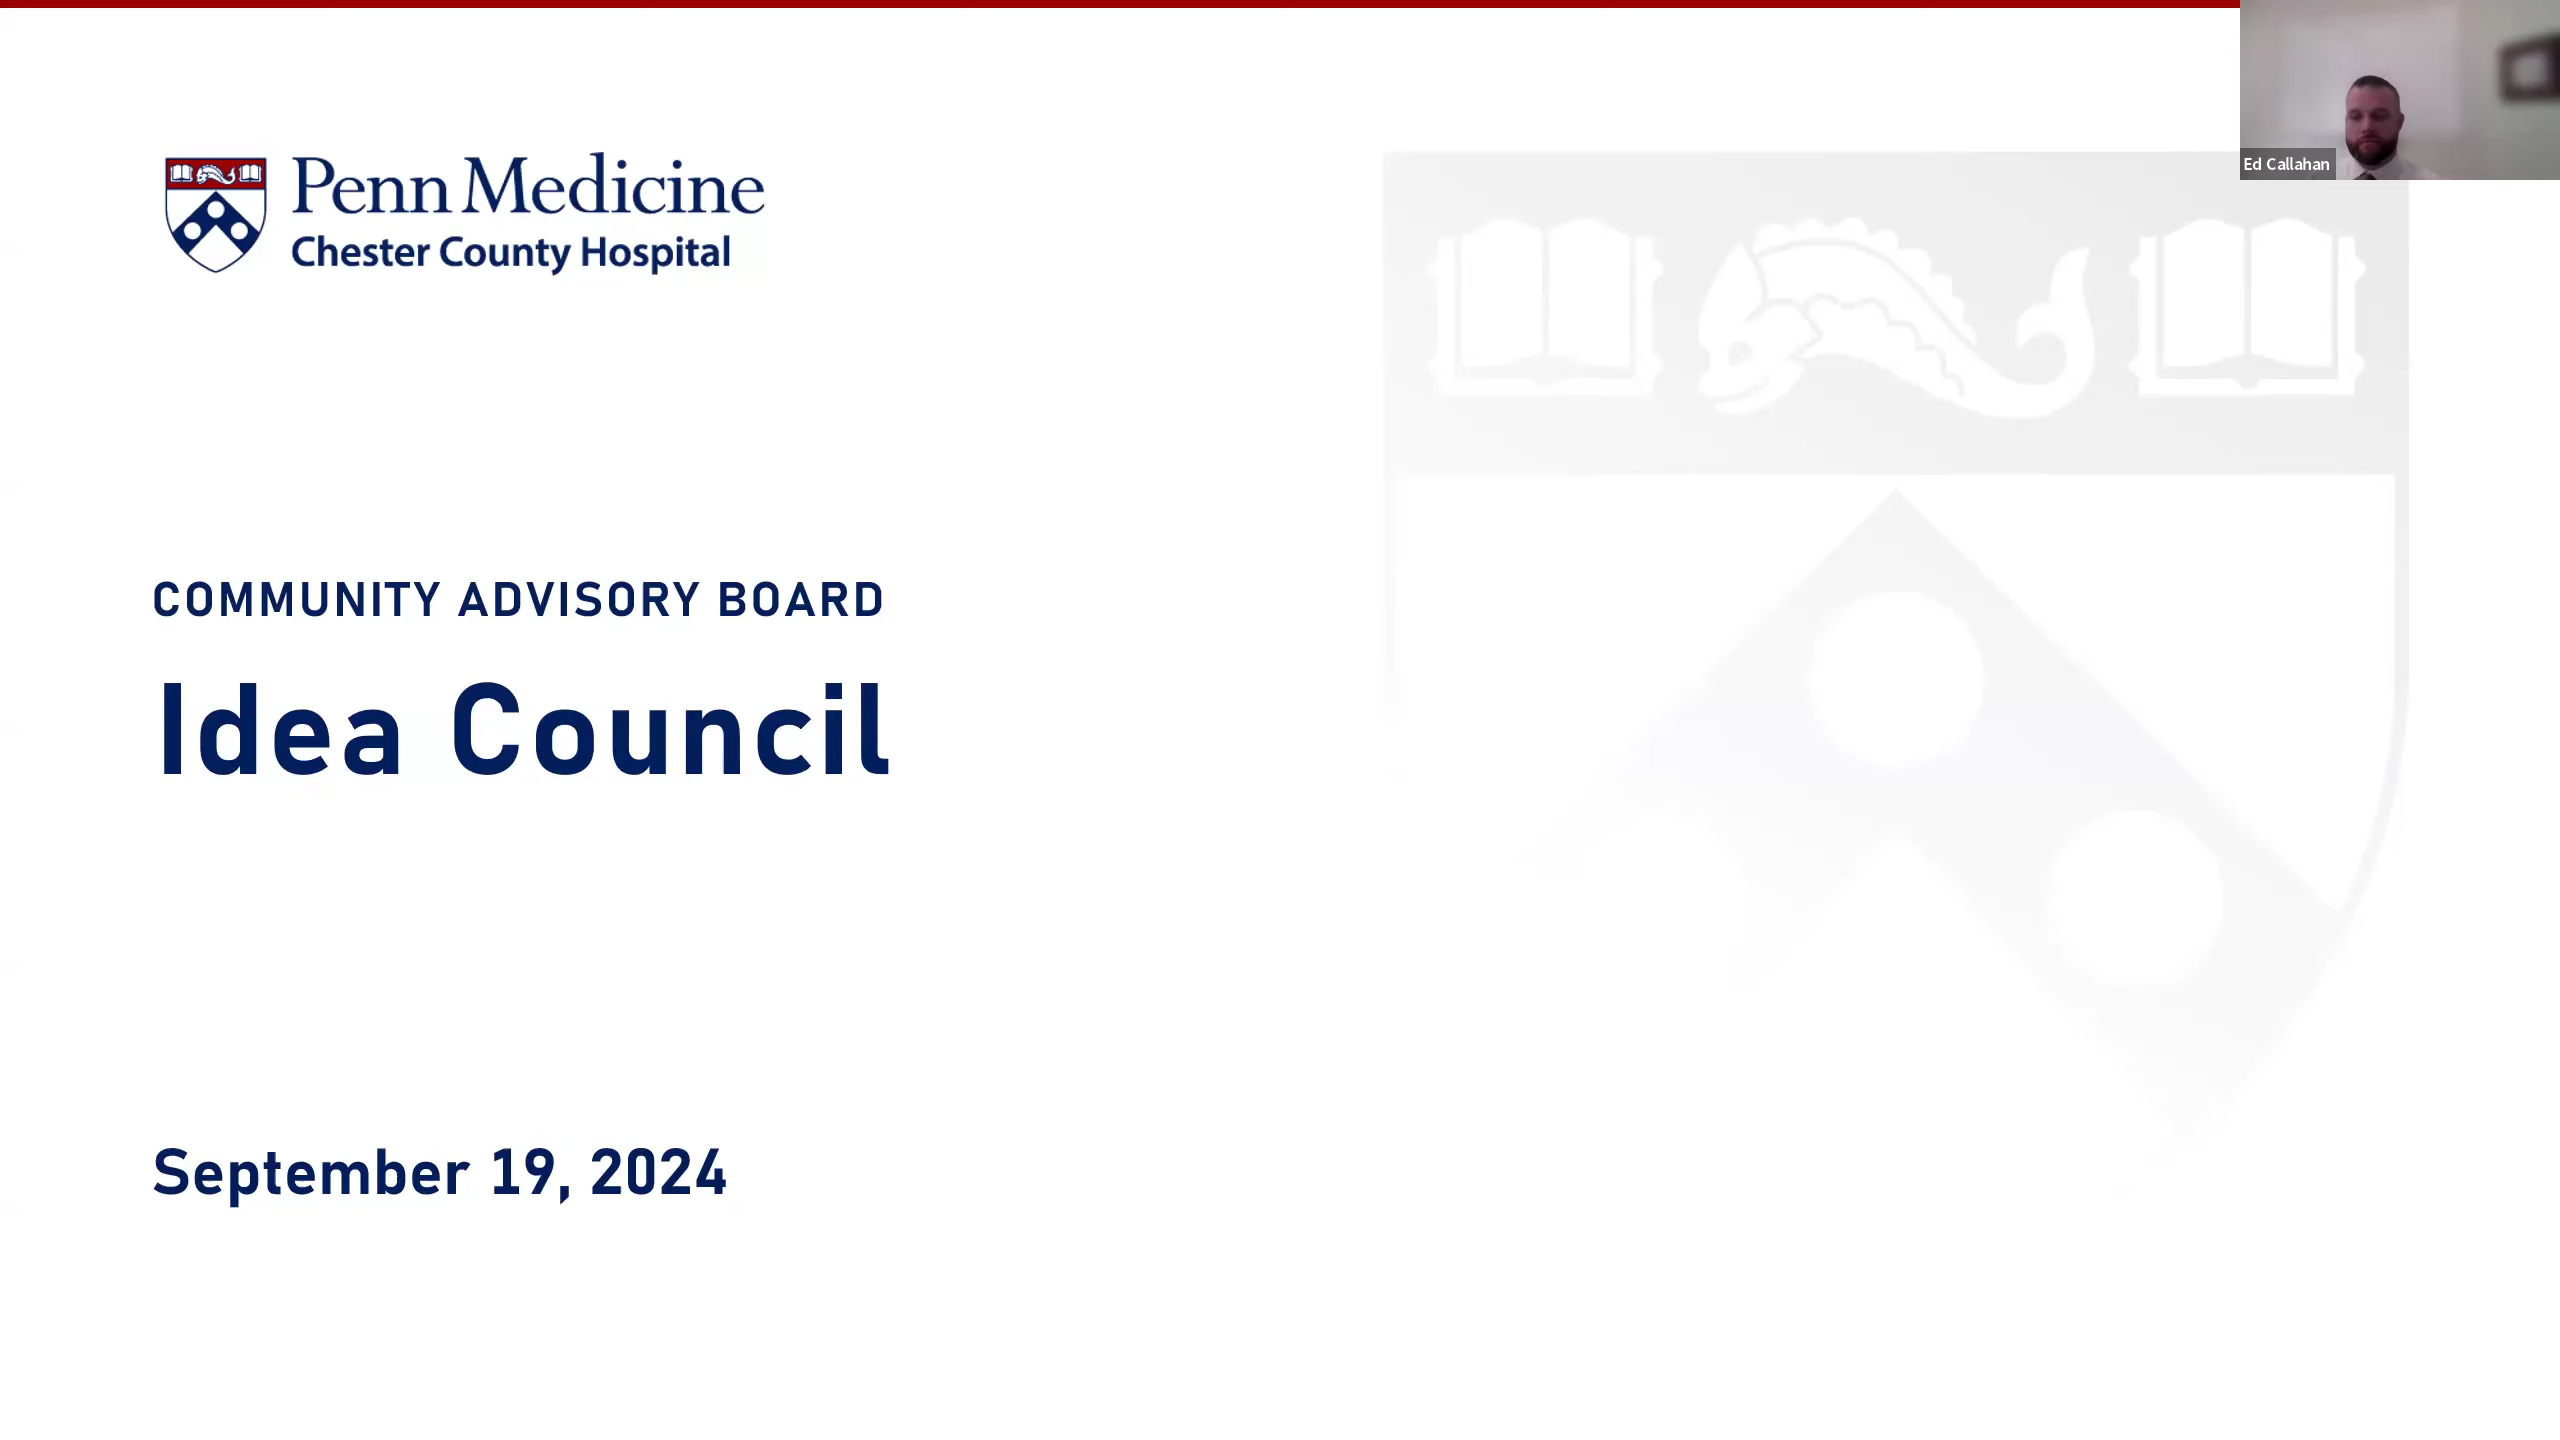 Penn Medicine
Chester County Hospital
Ed Callahan
COMMUNITY ADVISORY BOARD
Idea Council
September 19, 2024